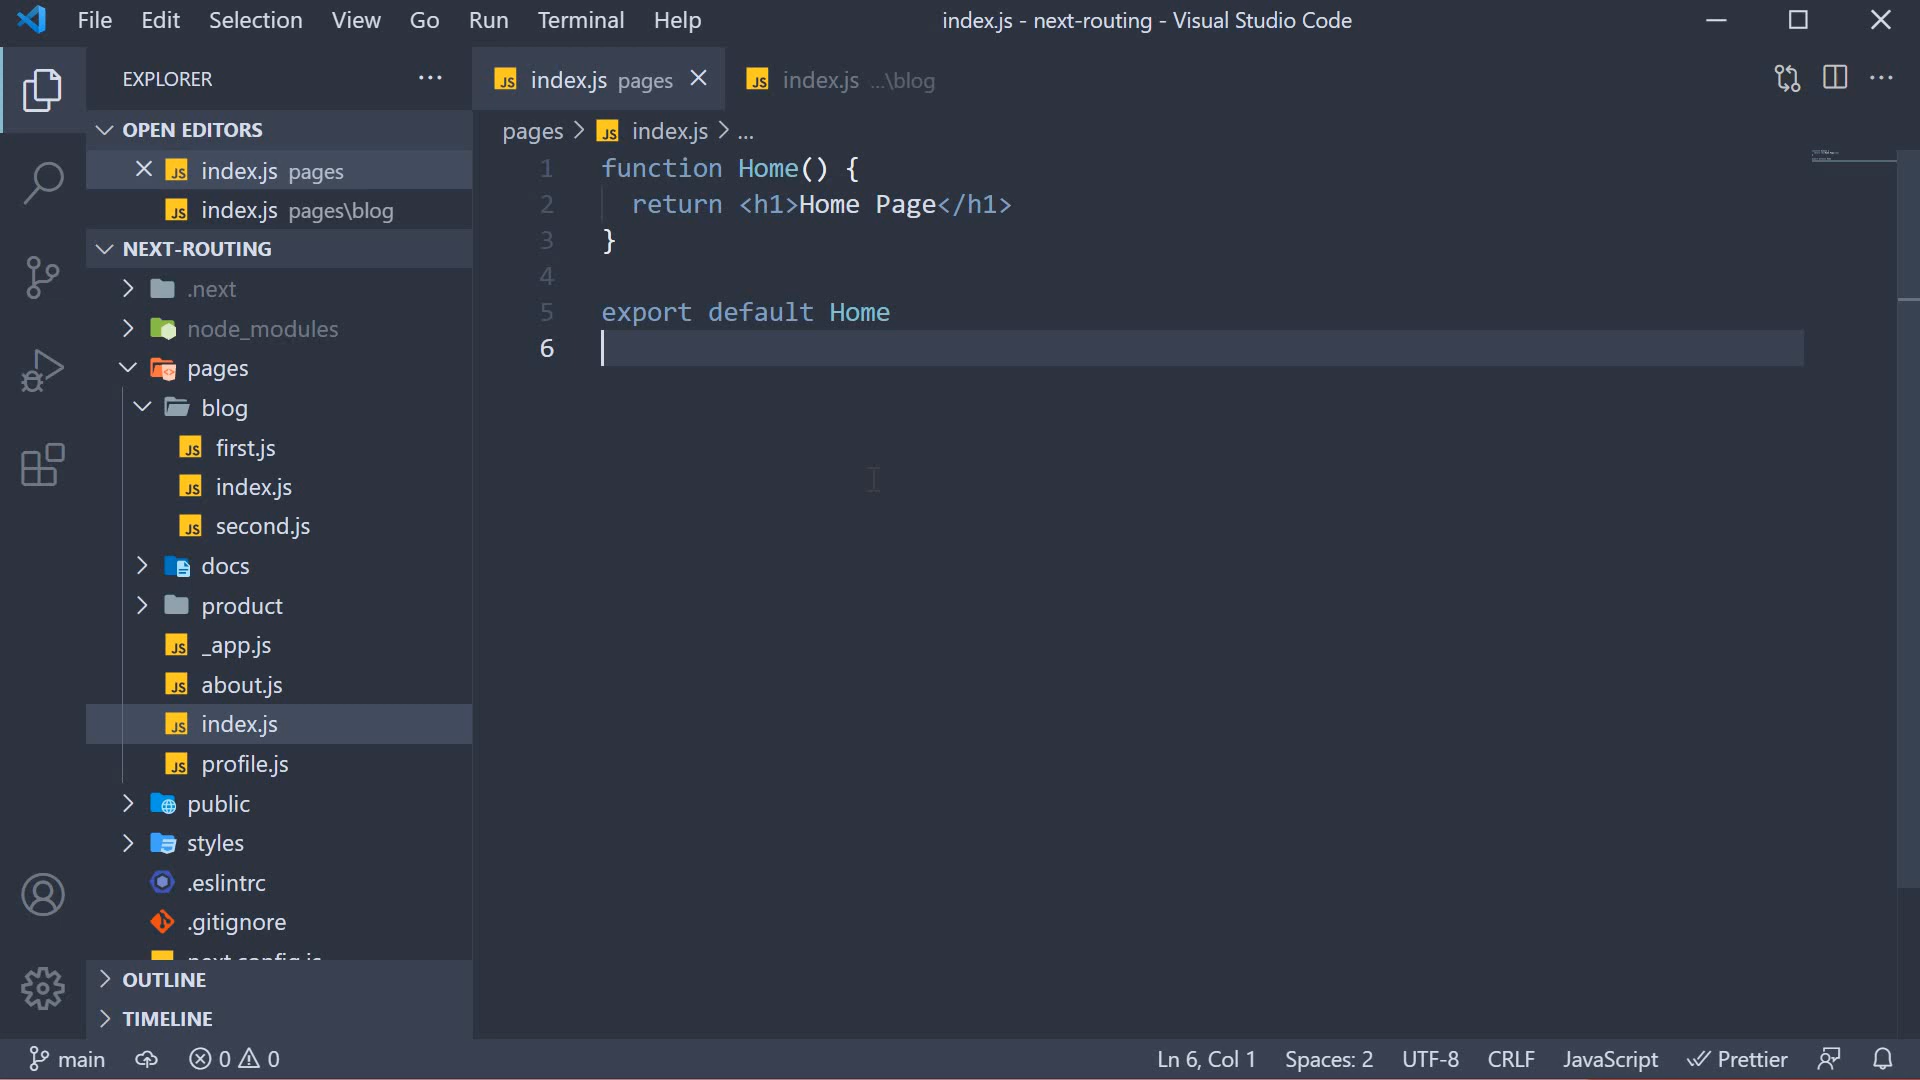 File Edit Selection View Go Run Terminal Help index.js - next-routing - Visual Studio Code
EXPLORER
index.js pages
index.js ...\blog
OPEN EDITORS
index.js pages
index.js pages\blog
NEXT-ROUTING
.next
node_modules
pages
blog
first.js
index.js
second.js
docs
product
_app.js
about.js
index.js
profile.js
public
styles
.eslintrc
.gitignore
next.config.js
OUTLINE
TIMELINE
pages > index.js > ...
1 function Home() {
2 return <h1>Home Page</h1>
3 }
4
5 export default Home
6
main 0 0 Ln 6, Col 1 Spaces: 2 UTF-8 CRLF JavaScript Prettier